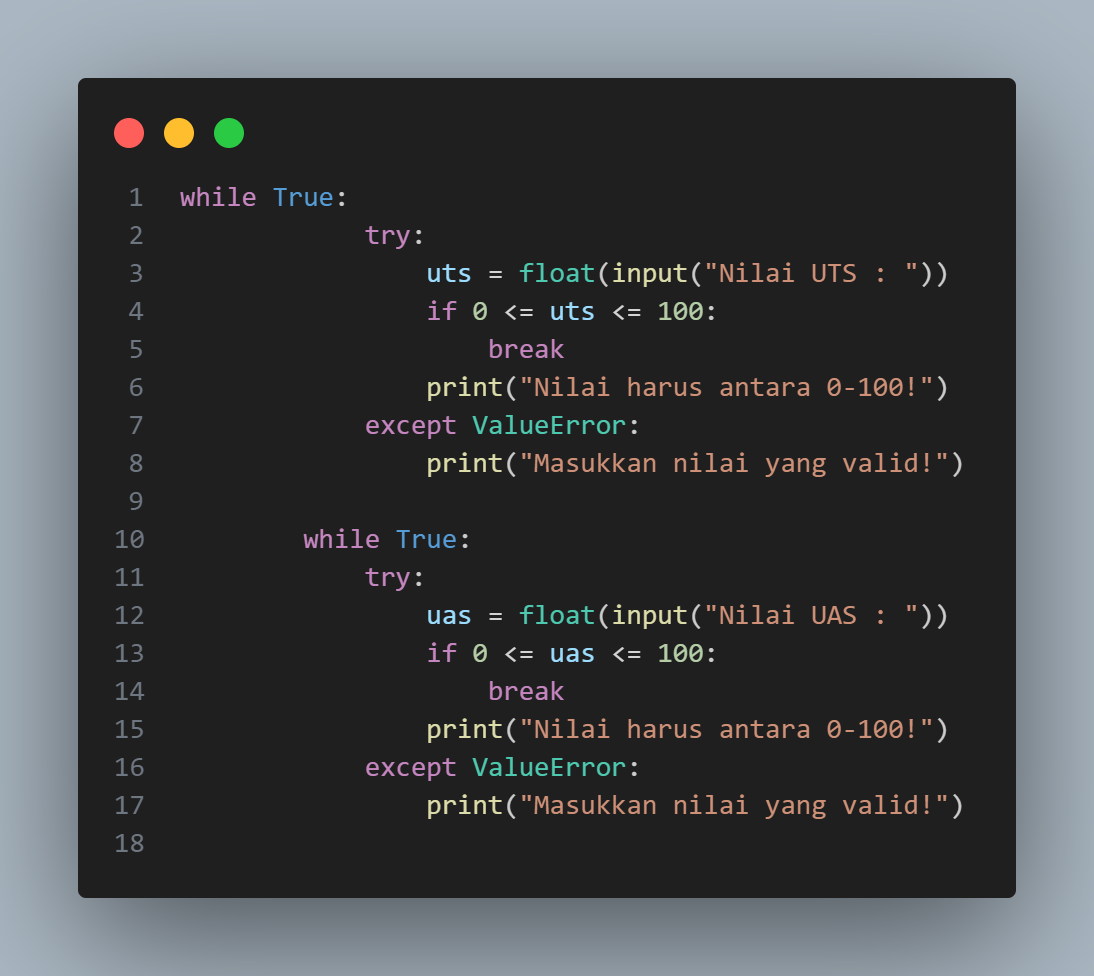 1 while True:
2             try:
3                 uts = float(input("Nilai UTS : "))
4                 if 0 <= uts <= 100:
5                     break
6                 print("Nilai harus antara 0-100!")
7             except ValueError:
8                 print("Masukkan nilai yang valid!")
9
10         while True:
11             try:
12                 uas = float(input("Nilai UAS : "))
13                 if 0 <= uas <= 100:
14                     break
15                 print("Nilai harus antara 0-100!")
16             except ValueError:
17                 print("Masukkan nilai yang valid!")
18